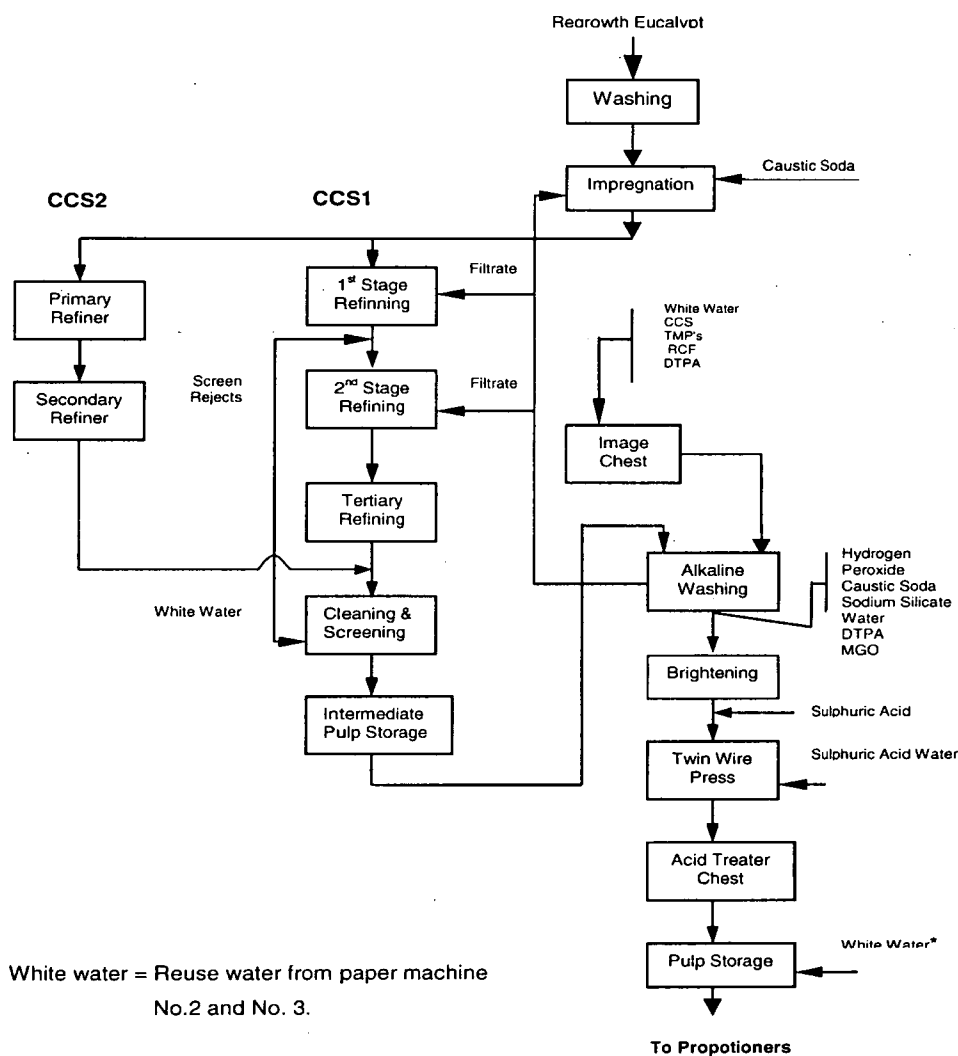 Regrowth Eucalypt
Washing
Caustic Soda
Impregnation
CCS2
CCS1
Filtrate
1st Stage
Refinning
Primary
Refiner
White Water
CCS
TMP's
RCF
DTPA
Screen
Rejects
Filtrate
2nd Stage
Refining
Secondary
Refiner
Image
Chest
Tertiary
Refining
Alkaline
Washing
Hydrogen
Peroxide
Caustic Soda
Sodium Silicate
Water
DTPA
MGO
White Water
Cleaning &
Screening
Brightening
Intermediate
Pulp Storage
Sulphuric Acid
Twin Wire
Press
Sulphuric Acid Water
Acid Treater
Chest
White Water*
Pulp Storage
White water = Reuse water from paper machine
No.2 and No. 3.
To Propotioners